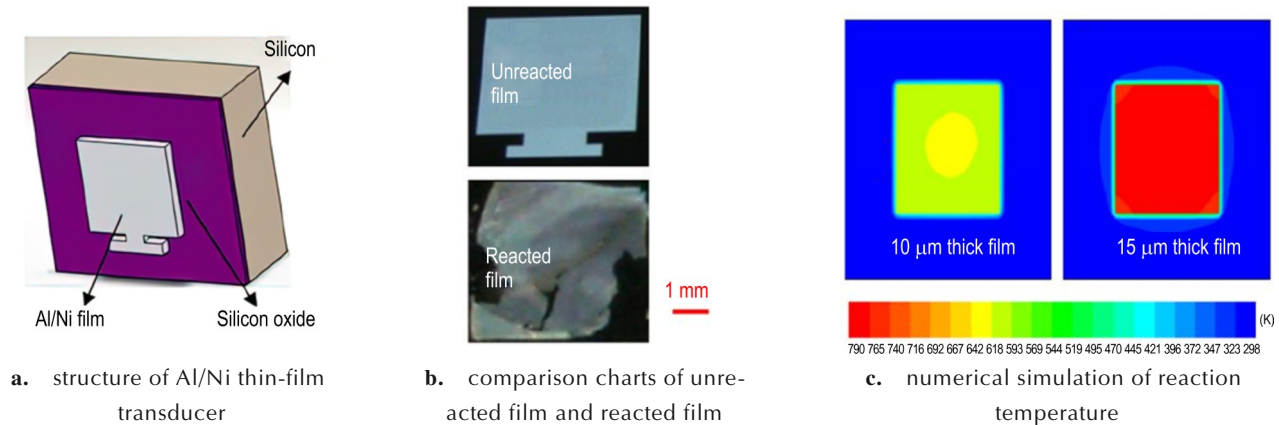 Silicon
Al/Ni film
Silicon oxide
a. structure of Al/Ni thin-film
transducer
Unreacted
film
Reacted
film
1 mm
b. comparison charts of unre-
acted film and reacted film
10 μm thick film
15 μm thick film
(K)
790 765 740 716 692 667 642 618 593 569 544 519 495 470 445 421 396 372 347 323 298
c. numerical simulation of reaction
temperature